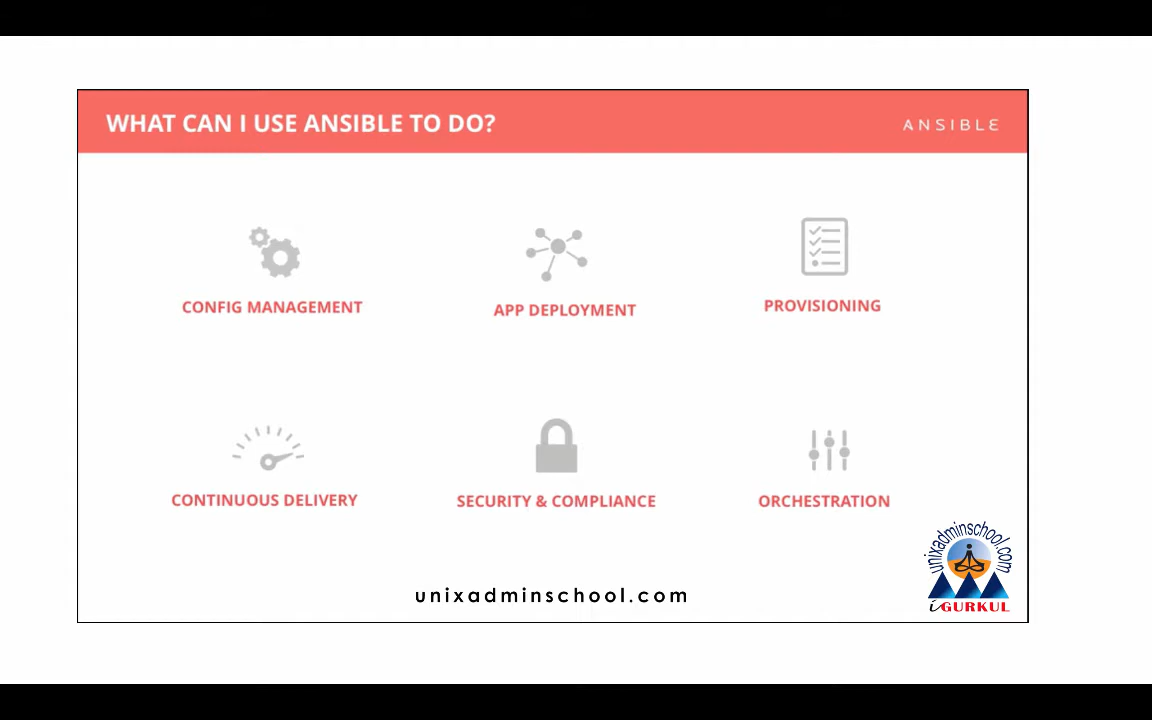 WHAT CAN I USE ANSIBLE TO DO?
ANSIBLE
CONFIG MANAGEMENT
APP DEPLOYMENT
PROVISIONING
CONTINUOUS DELIVERY
SECURITY & COMPLIANCE
ORCHESTRATION
unixadminschool.com
unixadminschool.com
iGURKUL